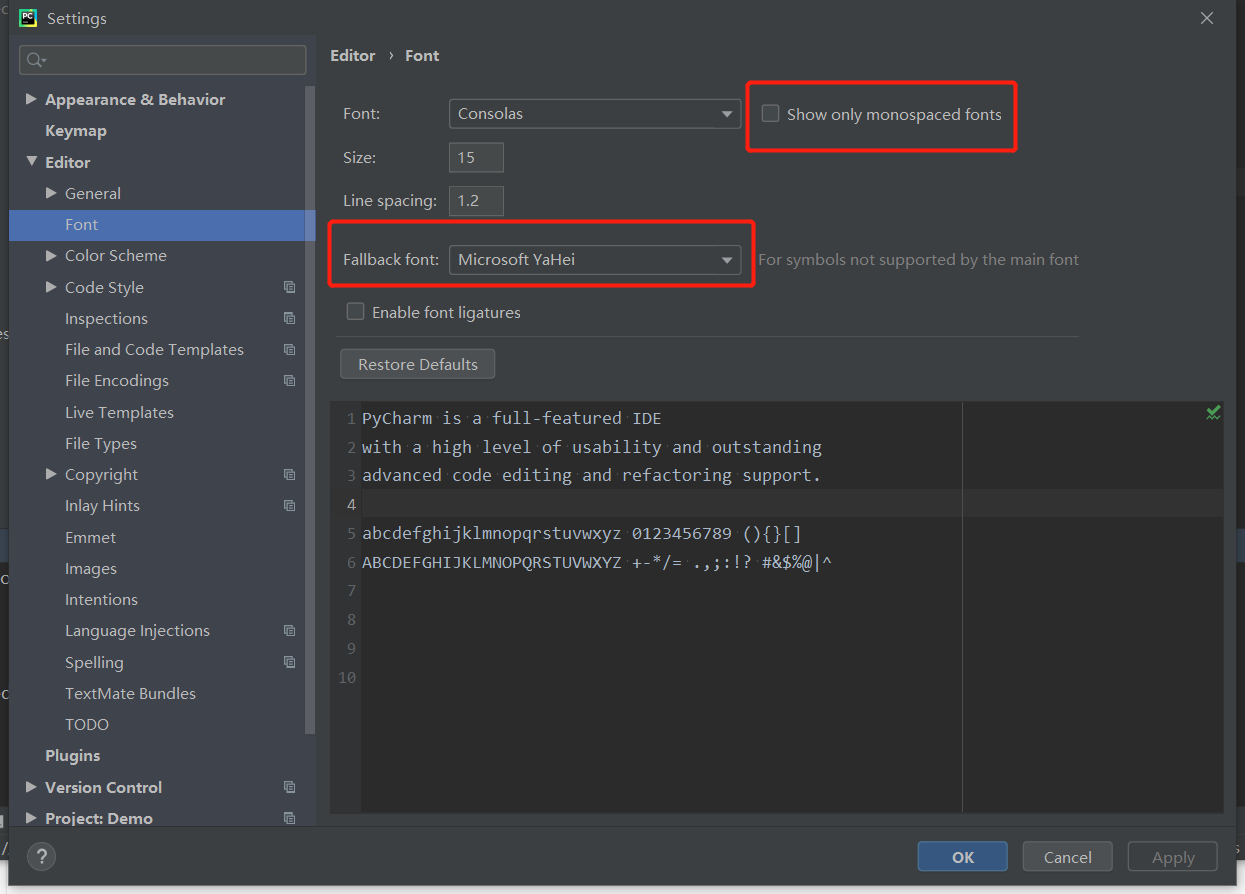 Settings
Editor › Font
Appearance & Behavior
Keymap
Editor
General
Font
Color Scheme
Code Style
Inspections
File and Code Templates
File Encodings
Live Templates
File Types
Copyright
Inlay Hints
Emmet
Images
Intentions
Language Injections
Spelling
TextMate Bundles
TODO
Plugins
Version Control
Project: Demo
Font: Consolas Show only monospaced fonts
Size: 15
Line spacing: 1.2
Fallback font: Microsoft YaHei For symbols not supported by the main font
Enable font ligatures
Restore Defaults
1 PyCharm is a full-featured IDE
2 with a high level of usability and outstanding
3 advanced code editing and refactoring support.
4
5 abcdefghijklmnopqrstuvwxyz 0123456789 (){}[]
6 ABCDEFGHIJKLMNOPQRSTUVWXYZ +-*/= .,;:!? #&$%@|^
7
8
9
10
? OK Cancel Apply